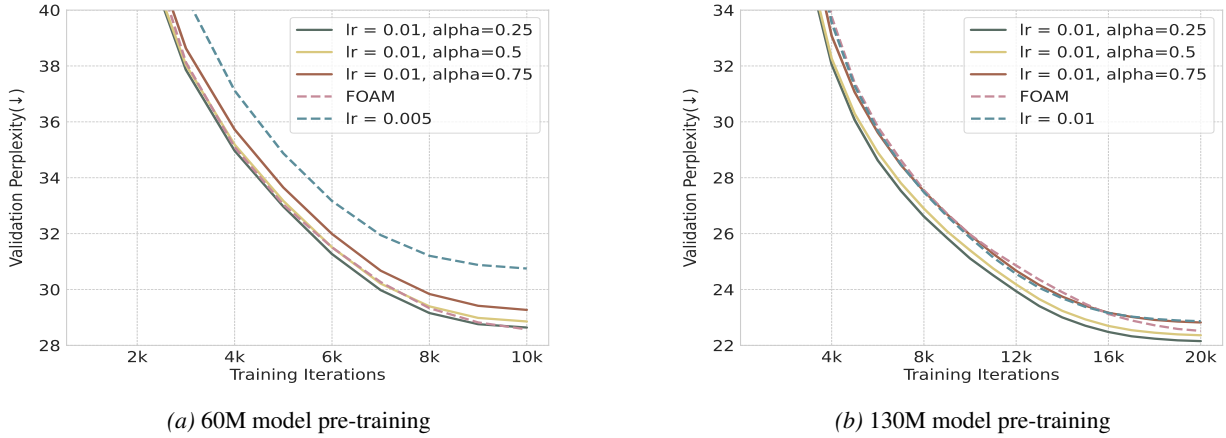 40
38
36
34
33
31
30
28
2k
4k
6k
8k
10k
Training Iterations
Validation Perplexity(↓)
lr = 0.01, alpha=0.25
lr = 0.01, alpha=0.5
lr = 0.01, alpha=0.75
FOAM
lr = 0.005
(a) 60M model pre-training
34
32
30
28
26
24
23
22
4k
8k
12k
16k
20k
Training Iterations
Validation Perplexity(↓)
lr = 0.01, alpha=0.25
lr = 0.01, alpha=0.5
lr = 0.01, alpha=0.75
FOAM
lr = 0.01
(b) 130M model pre-training